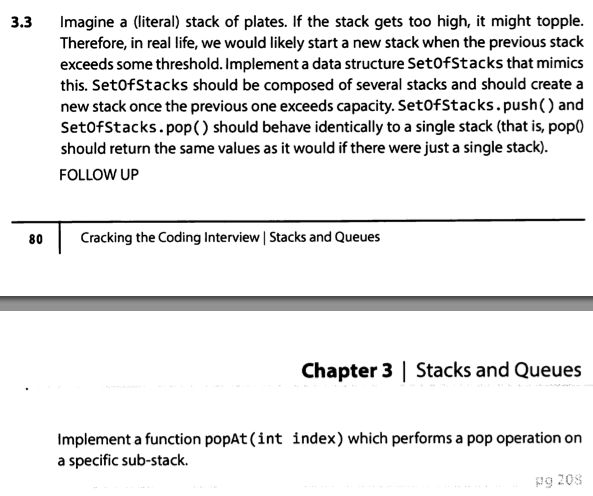 3.3 Imagine a (literal) stack of plates. If the stack gets too high, it might topple.
Therefore, in real life, we would likely start a new stack when the previous stack
exceeds some threshold. Implement a data structure SetOfStacks that mimics
this. SetOfStacks should be composed of several stacks and should create a
new stack once the previous one exceeds capacity. SetOfStacks.push() and
SetOfStacks.pop() should behave identically to a single stack (that is, pop()
should return the same values as it would if there were just a single stack).
FOLLOW UP
80 Cracking the Coding Interview | Stacks and Queues
Chapter 3 | Stacks and Queues
Implement a function popAt(int index) which performs a pop operation on
a specific sub-stack.
pg 208